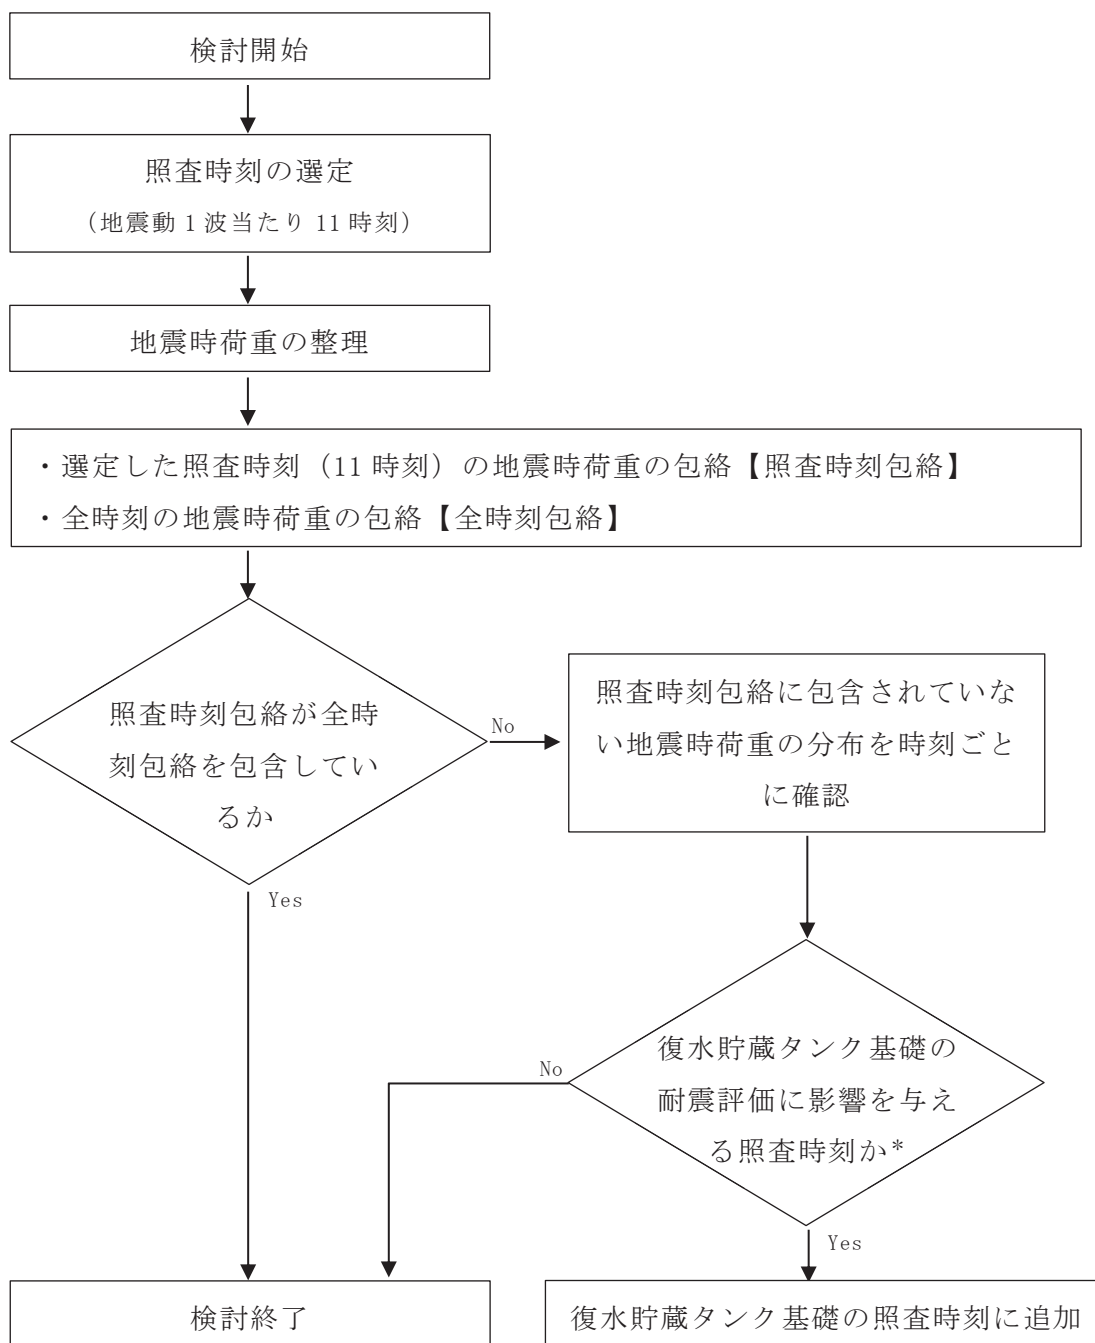 検討開始
照査時刻の選定
（地震動1波当たり11時刻）
地震時荷重の整理
・選定した照査時刻（11時刻）の地震時荷重の包絡【照査時刻包絡】
・全時刻の地震時荷重の包絡【全時刻包絡】
照査時刻包絡が全時
刻包絡を包含してい
るか
No
照査時刻包絡に包含されていな
い地震時荷重の分布を時刻ごと
に確認
Yes
復水貯蔵タンク基礎の
耐震評価に影響を与え
る照査時刻か*
No
Yes
検討終了
復水貯蔵タンク基礎の照査時刻に追加